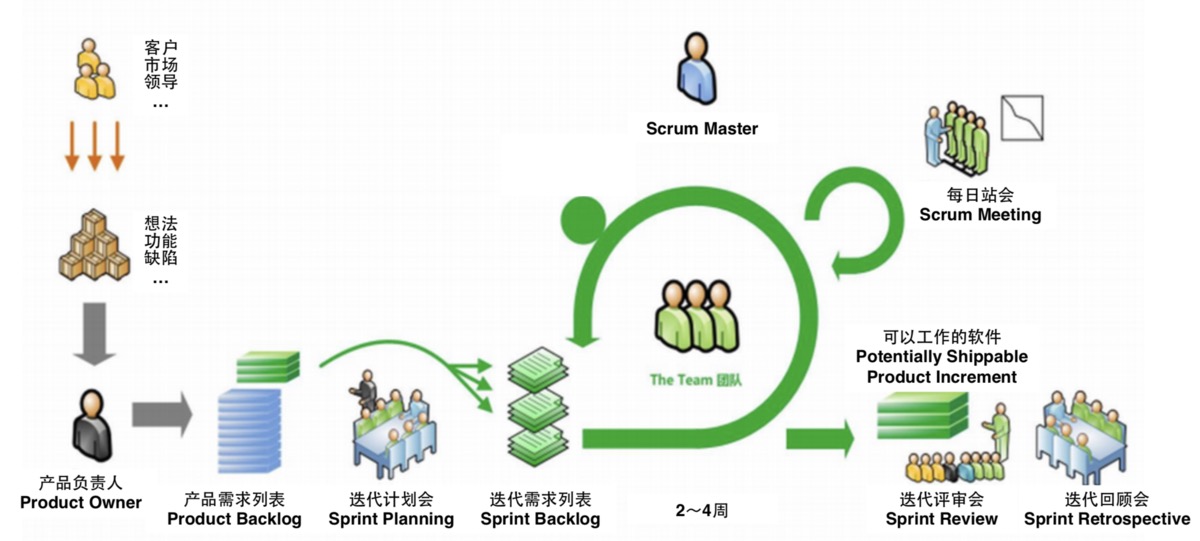 客户
市场
领导
...
Scrum Master
每日站会
Scrum Meeting
想法
功能
缺陷
...
The Team 团队
可以工作的软件
Potentially Shippable
Product Increment
产品负责人
Product Owner
产品需求列表
Product Backlog
迭代计划会
Sprint Planning
迭代需求列表
Sprint Backlog
2～4周
迭代评审会
Sprint Review
迭代回顾会
Sprint Retrospective